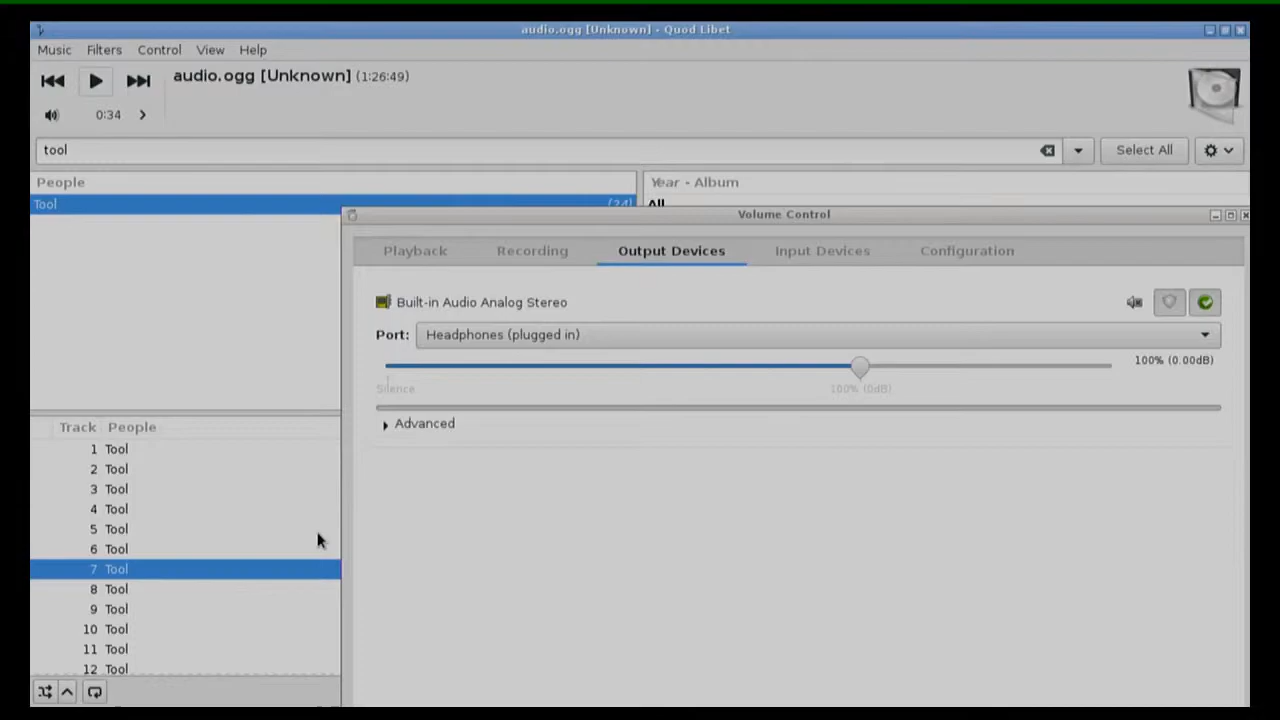 audio.ogg [Unknown] - Quod Libet
Music Filters Control View Help
audio.ogg [Unknown] (1:26:49)
0:34
tool
Select All
People
Year - Album
Tool (24)
All
Volume Control
Playback Recording Output Devices Input Devices Configuration
Built-in Audio Analog Stereo
Port: Headphones (plugged in)
100% (0.00dB)
Silence 100% (0dB)
Advanced
Track People
1 Tool
2 Tool
3 Tool
4 Tool
5 Tool
6 Tool
7 Tool
8 Tool
9 Tool
10 Tool
11 Tool
12 Tool